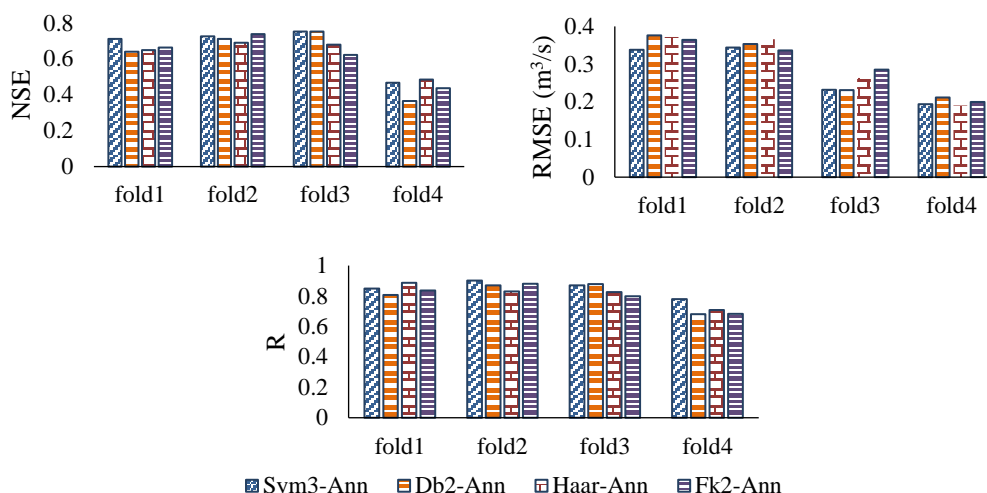 NSE
0.8
0.6
0.4
0.2
0
fold1 fold2 fold3 fold4
RMSE (m³/s)
0.4
0.3
0.2
0.1
0
fold1 fold2 fold3 fold4
R
1
0.8
0.6
0.4
0.2
0
fold1 fold2 fold3 fold4
Sym3-Ann Db2-Ann Haar-Ann Fk2-Ann